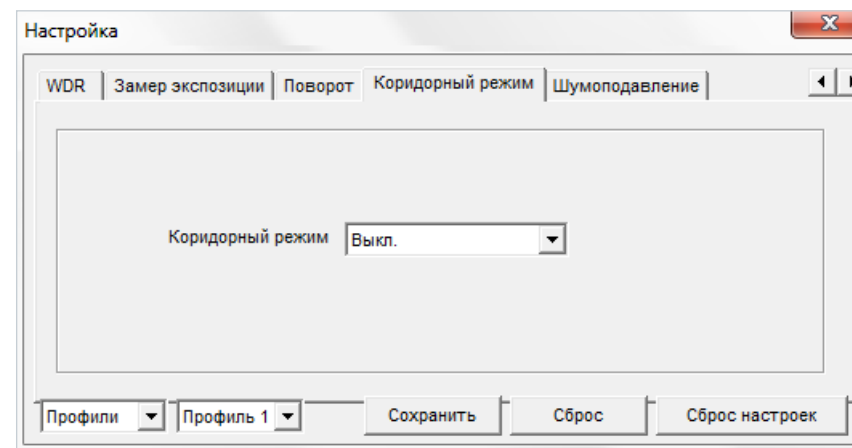 Настройка
WDR Замер экспозиции Поворот Коридорный режим Шумоподавление
Коридорный режим Выкл.
Профили Профиль 1 Сохранить Сброс Сброс настроек